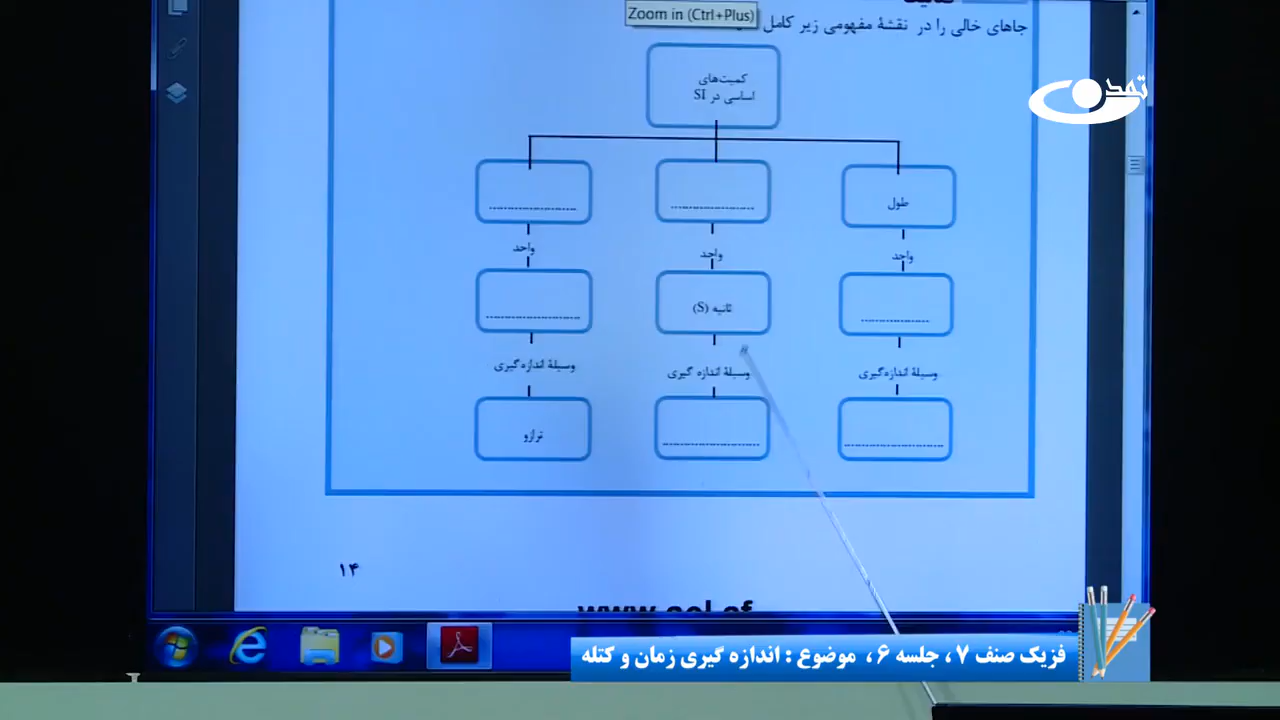 Zoom in (Ctrl+Plus)
جاهای خالی را در نقشهٔ مفهومی زیر کامل
تمدن
کمیت‌های
اساسی در SI
طول
واحد
واحد
واحد
ثانیه (S)
وسیلهٔ اندازه‌گیری
وسیلهٔ اندازه گیری
وسیلهٔ اندازه‌گیری
ترازو
۱۴
فزیک صنف ۷ ، جلسه ۶ ، موضوع : اندازه گیری زمان و کتله